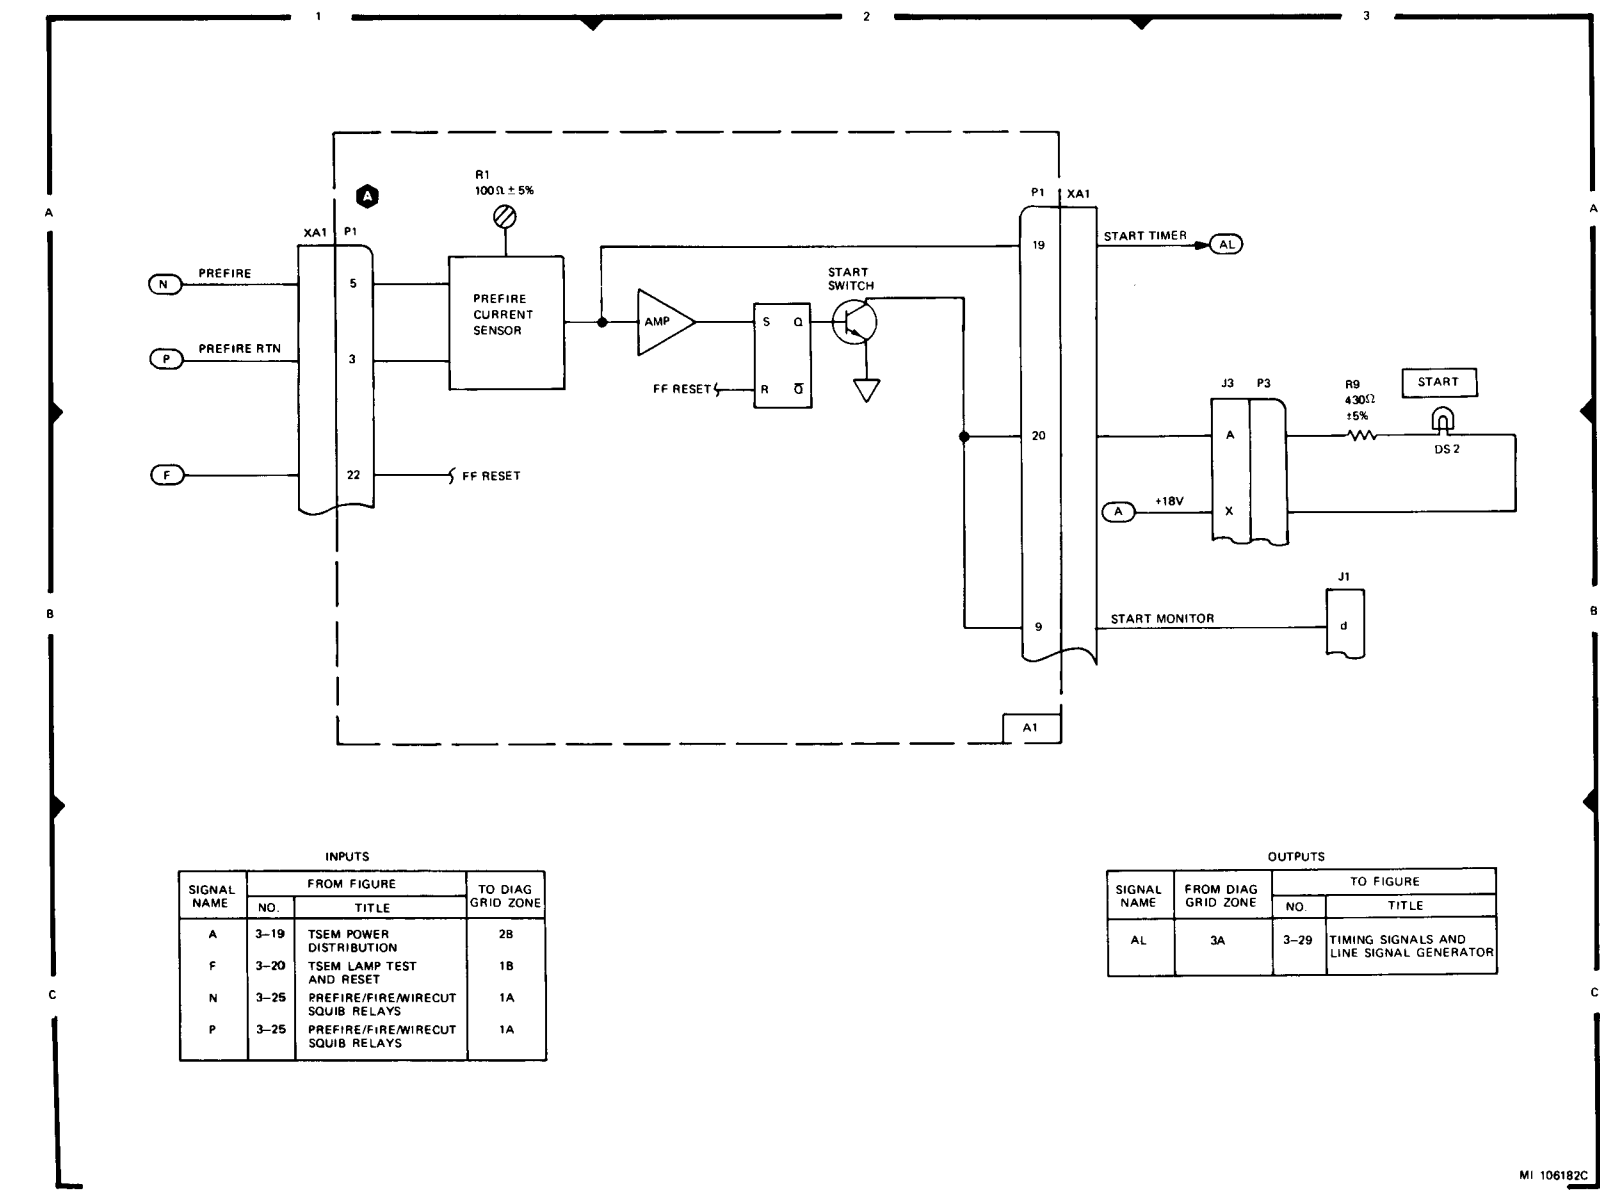 1
2
3
A
A
R1
100Ω ± 5%
A
P1 XA1
XA1 P1
19
START TIMER
AL
START
SWITCH
N
PREFIRE
5
PREFIRE
CURRENT
SENSOR
AMP
S Q
R Q̅
FF RESET
P
PREFIRE RTN
3
J3 P3
R9
430Ω
±5%
START
DS2
20
A
F
22
FF RESET
A
+18V
X
J1
B
B
9
START MONITOR
d
A1
INPUTS
SIGNAL NAME
FROM FIGURE
TO DIAG GRID ZONE
NO. TITLE
A 3-19 TSEM POWER 2B
DISTRIBUTION
F 3-20 TSEM LAMP TEST 1B
AND RESET
N 3-25 PREFIRE/FIRE/WIRECUT 1A
SQUIB RELAYS
P 3-25 PREFIRE/FIRE/WIRECUT 1A
SQUIB RELAYS
OUTPUTS
SIGNAL NAME
FROM DIAG GRID ZONE
TO FIGURE
NO. TITLE
AL 3A 3-29 TIMING SIGNALS AND
LINE SIGNAL GENERATOR
C
C
MI 106182C